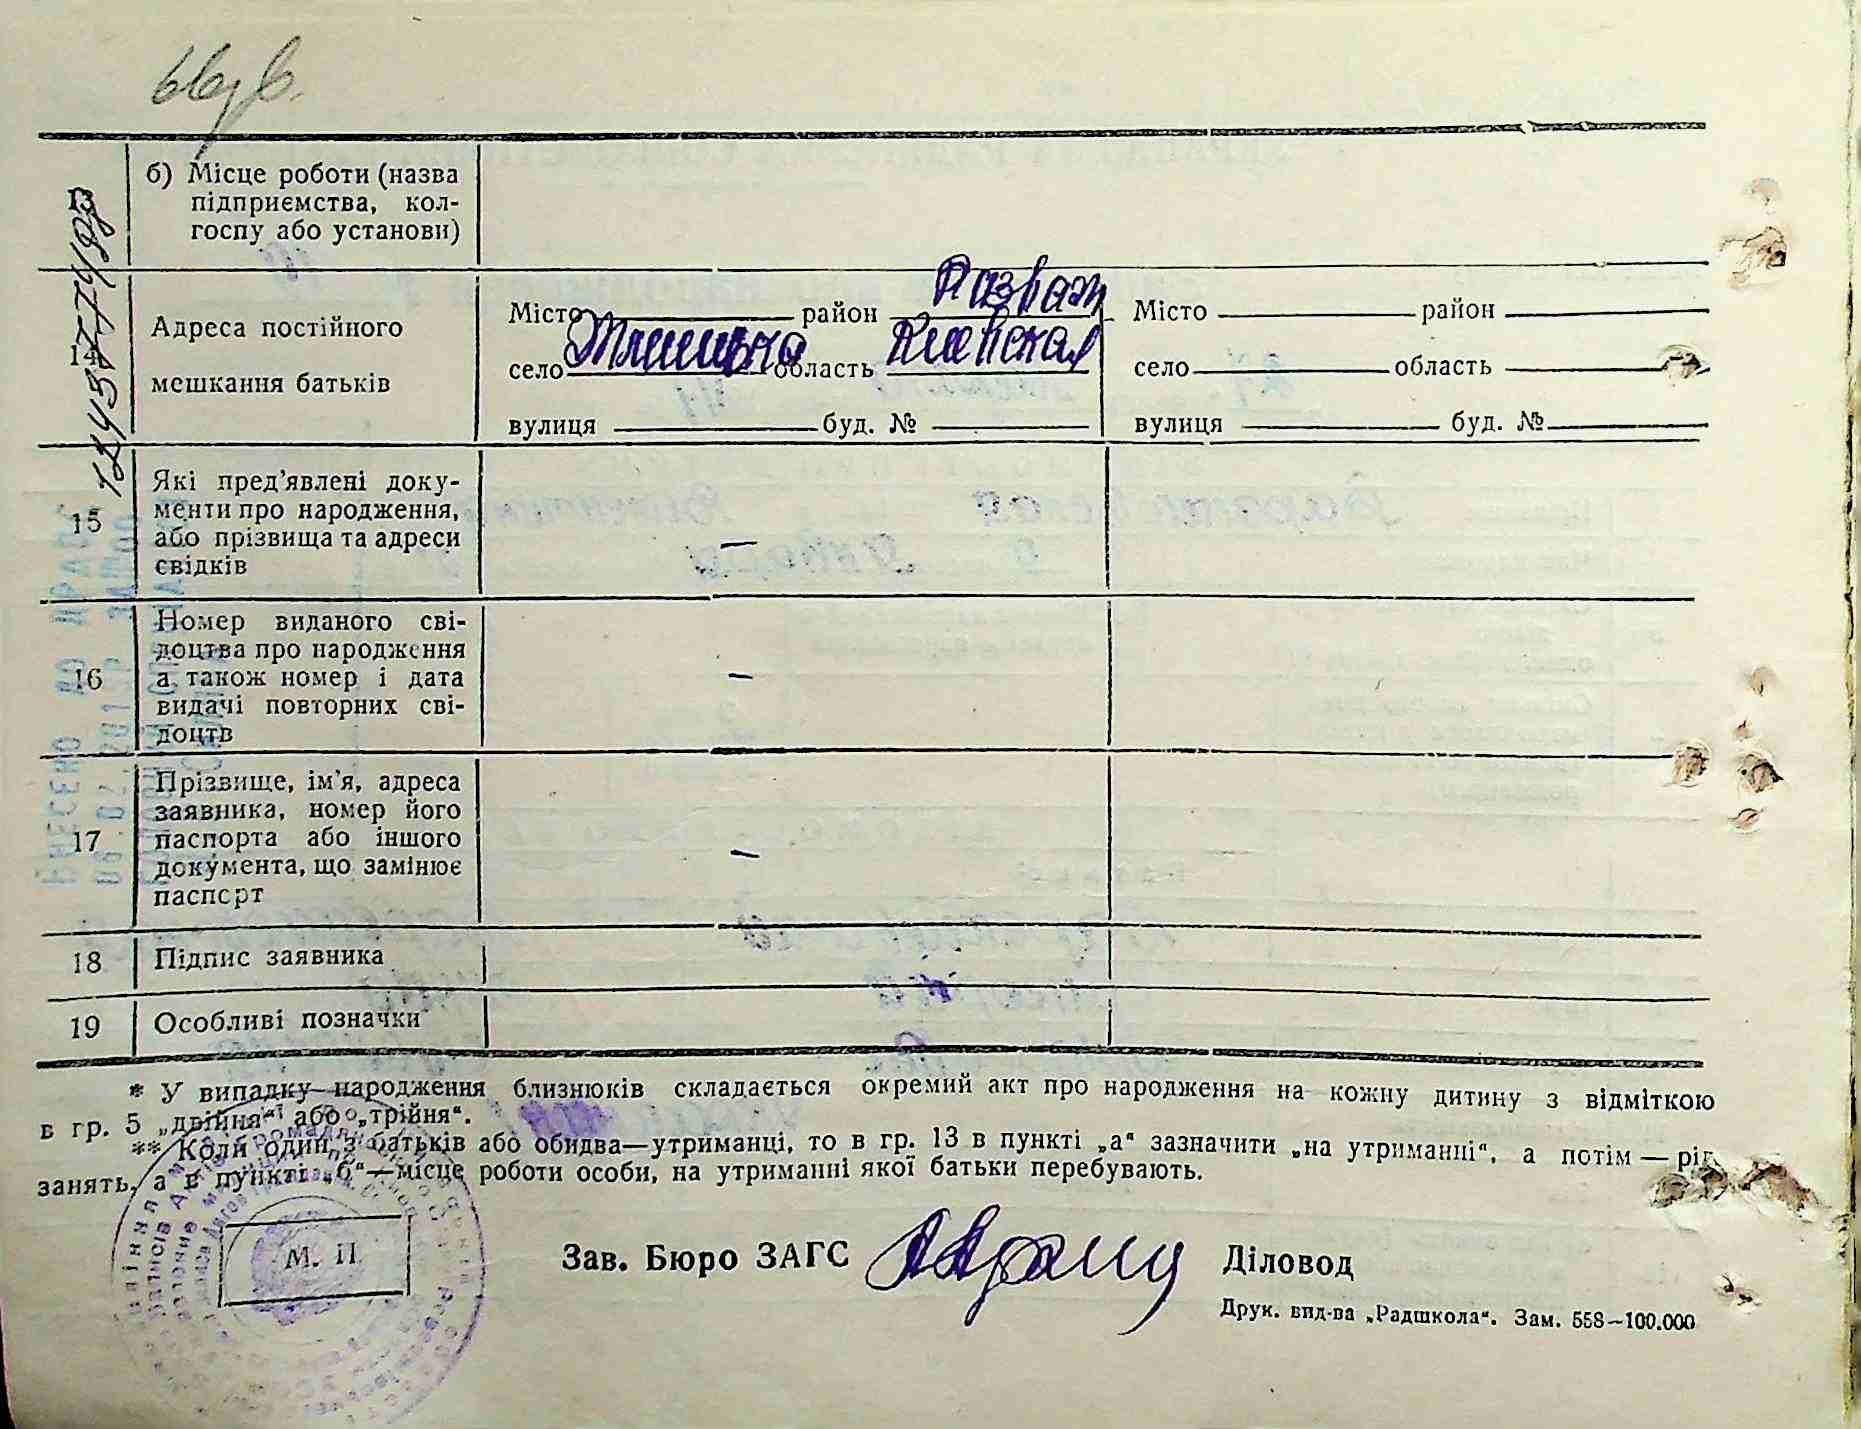 13
б) Місце роботи (назва
підприємства, кол-
госпу або установи)
14
Адреса постійного
мешкання батьків
Місто район Розваж
село область Киевская
вулиця буд. №
Місто район
село область
вулиця буд. №
15
Які пред'явлені доку-
менти про народження,
або прізвища та адреси
свідків
—
16
Номер виданого сві-
доцтва про народження
а також номер і дата
видачі повторних сві-
доцтв
—
17
Прізвище, ім'я, адреса
заявника, номер його
паспорта або іншого
документа, що замінює
паспорт
—
18 Підпис заявника
19 Особливі позначки
* У випадку народження близнюків складається окремий акт про народження на кожну дитину з відміткою
в гр. 5 „двійня“ або „трійня“.
** Коли один з батьків або обидва—утриманці, то в гр. 13 в пункті „а“ зазначити „на утриманні“, а потім — рід
занять, а в пункті „б“—місце роботи особи, на утриманні якої батьки перебувають.
М. П.
Зав. Бюро ЗАГС
Діловод
Друк. вид-ва „Радшкола“. Зам. 558—100.000